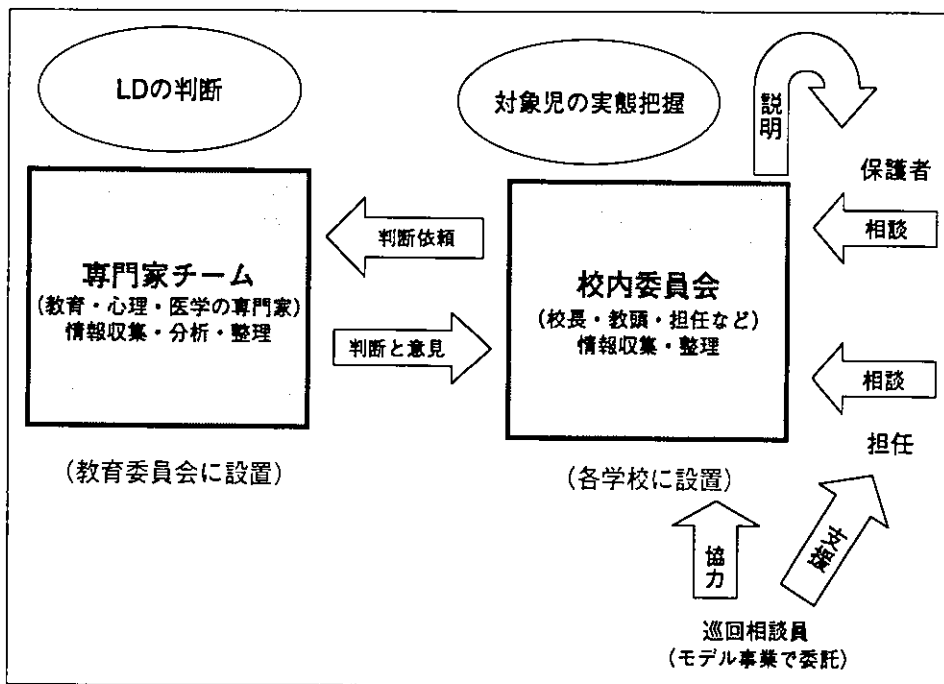 LDの判断
対象児の実態把握
説明
保護者
相談
判断依頼
専門家チーム
(教育・心理・医学の専門家)
情報収集・分析・整理
校内委員会
(校長・教頭・担任など)
情報収集・整理
判断と意見
相談
担任
(教育委員会に設置)
(各学校に設置)
協力
支援
巡回相談員
(モデル事業で委託)